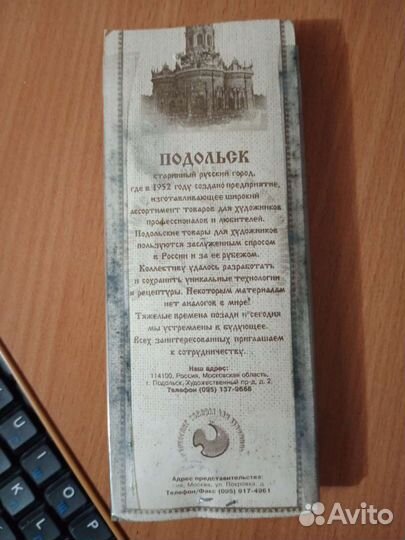 ПОДОЛЬСК
старинный русский город,
где в 1952 году создано предприятие,
изготавливающее широкий
ассортимент товаров для художников
профессионалов и любителей.
Подольские товары для художников
пользуются заслуженным спросом
в России и за ее рубежом.
Коллективу удалось разработать
и сохранить уникальные технологии
и рецептуры. Некоторым материалам
нет аналогов в мире!
Тяжелые времена позади и сегодня
мы устремлены в будующее.
Всех заинтересованных приглашаем
к сотрудничеству.
Наш адрес:
114100, Россия, Московская область,
г. Подольск, Художественный пр-д, д. 2.
Телефон (095) 137-9666
Адрес представительства:
Москва, ул. Покровка, д.
Телефон/Факс (095) 917-4961
I
O
P
K
L
Avito